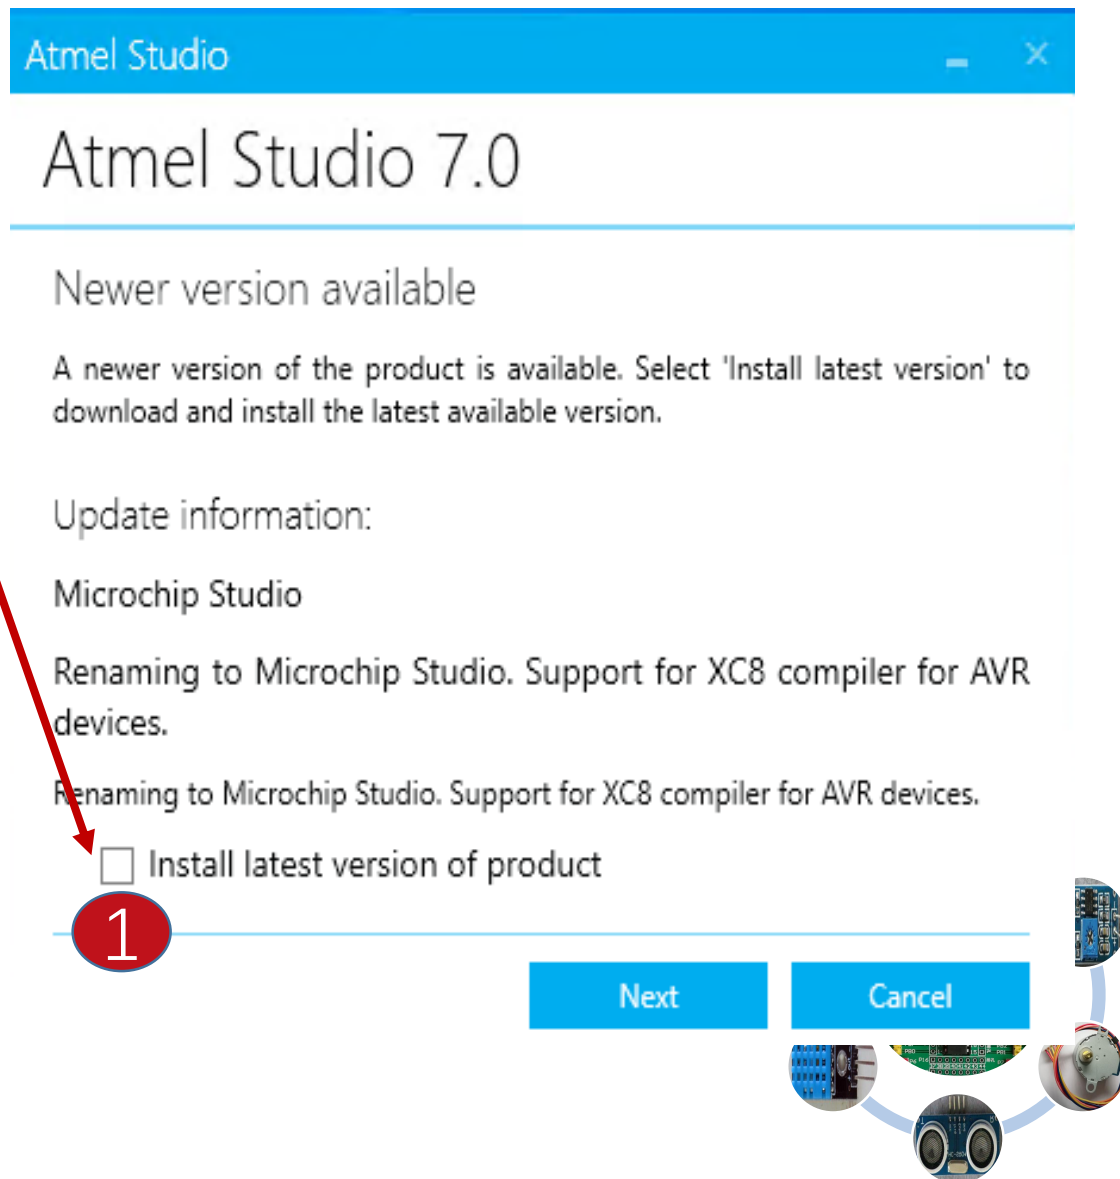 Atmel Studio
Atmel Studio 7.0
Newer version available
A newer version of the product is available. Select 'Install latest version' to
download and install the latest available version.
Update information:
Microchip Studio
Renaming to Microchip Studio. Support for XC8 compiler for AVR
devices.
Renaming to Microchip Studio. Support for XC8 compiler for AVR devices.
Install latest version of product
1
Next
Cancel